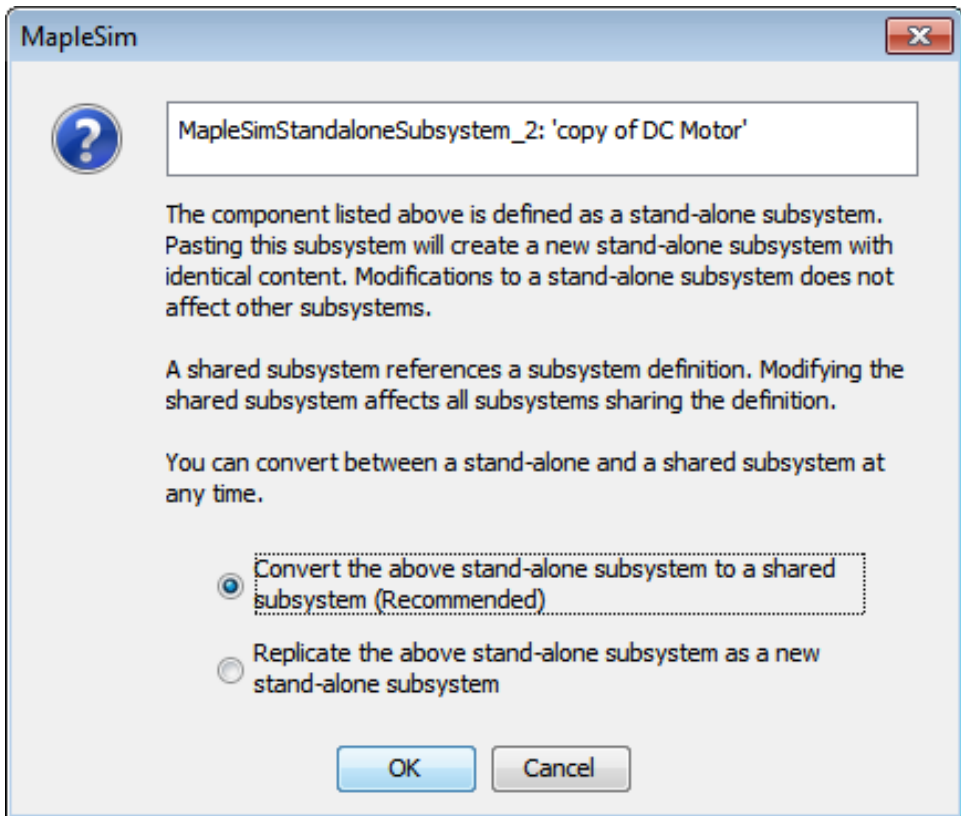 MapleSim
MapleSimStandaloneSubsystem_2: 'copy of DC Motor'
The component listed above is defined as a stand-alone subsystem.
Pasting this subsystem will create a new stand-alone subsystem with
identical content. Modifications to a stand-alone subsystem does not
affect other subsystems.
A shared subsystem references a subsystem definition. Modifying the
shared subsystem affects all subsystems sharing the definition.
You can convert between a stand-alone and a shared subsystem at
any time.
Convert the above stand-alone subsystem to a shared
subsystem (Recommended)
Replicate the above stand-alone subsystem as a new
stand-alone subsystem
OK Cancel